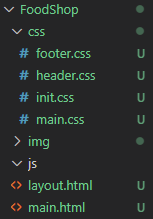 FoodShop
css
# footer.css U
# header.css U
# init.css U
# main.css U
img
js
<> layout.html U
<> main.html U